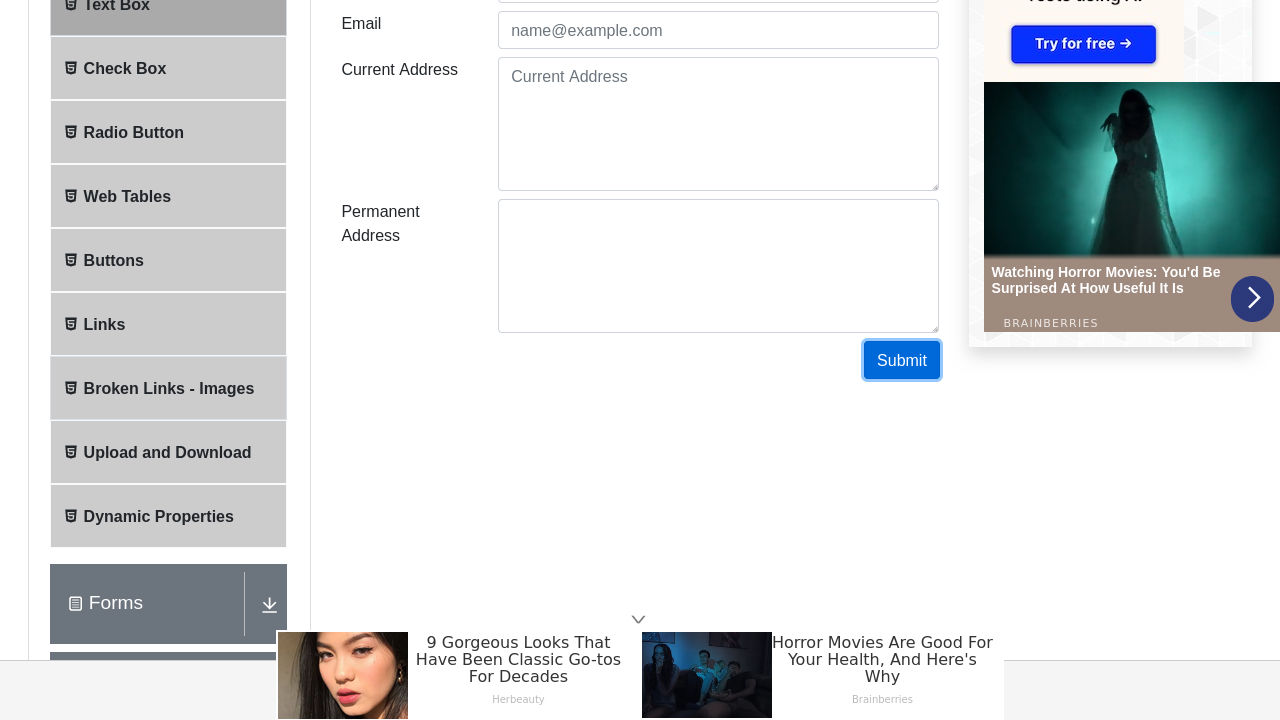 Text Box
Check Box
Radio Button
Web Tables
Buttons
Links
Broken Links - Images
Upload and Download
Dynamic Properties
Forms
Email
name@example.com
Current Address
Current Address
Permanent
Address
Submit
Try for free →
Watching Horror Movies: You'd Be
Surprised At How Useful It Is
BRAINBERRIES
9 Gorgeous Looks That
Have Been Classic Go-tos
For Decades
Herbeauty
Horror Movies Are Good For
Your Health, And Here's
Why
Brainberries